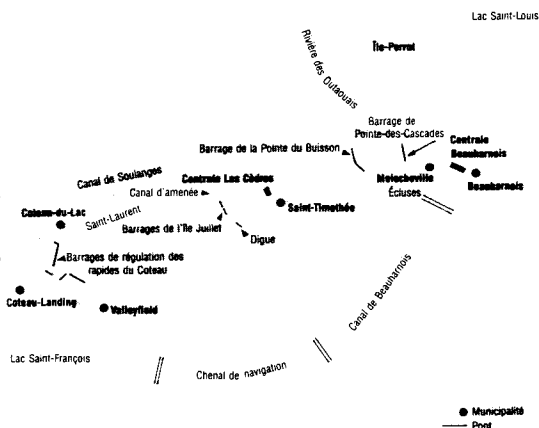 Lac Saint-Louis
Île-Perrot
Rivière des Outaouais
Barrage de
Pointe-des-Cascades
Centrale
Beauharnois
Barrage de la Pointe du Buisson
Melocheville
Écluses
Beauharnois
Canal de Soulanges
Centrale Les Cèdres
Canal d'amenée
Saint-Timothée
Coteau-du-Lac
Saint-Laurent
Barrages de l'Île Juillet
Digue
Barrages de régulation des
rapides du Coteau
Coteau-Landing
Valleyfield
Canal de Beauharnois
Lac Saint-François
Chenal de navigation
Municipalité
Pont